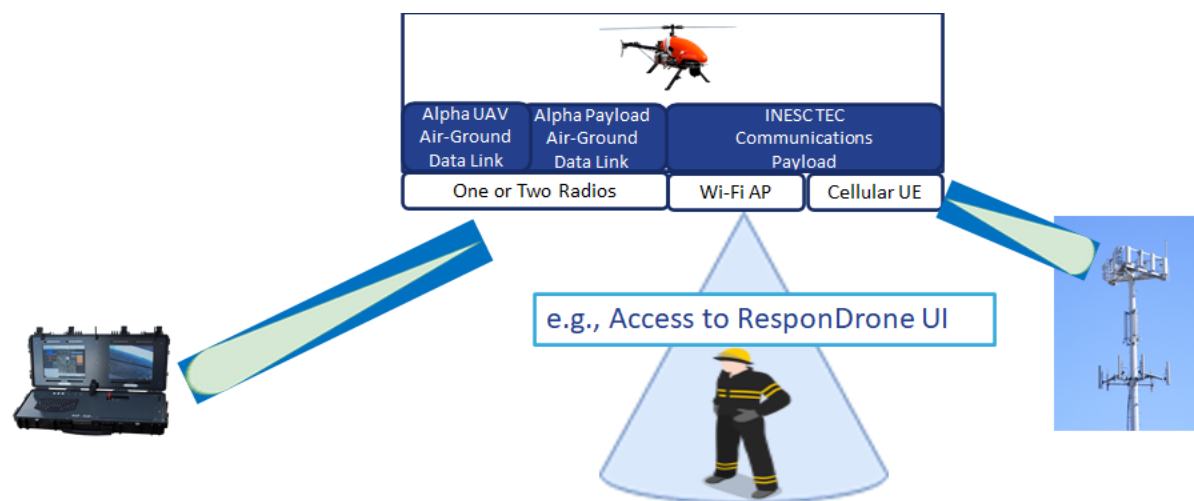 Alpha UAV
Air-Ground
Data Link
Alpha Payload
Air-Ground
Data Link
INESC TEC
Communications
Payload
One or Two Radios
Wi-Fi AP
Cellular UE
e.g., Access to ResponDrone UI